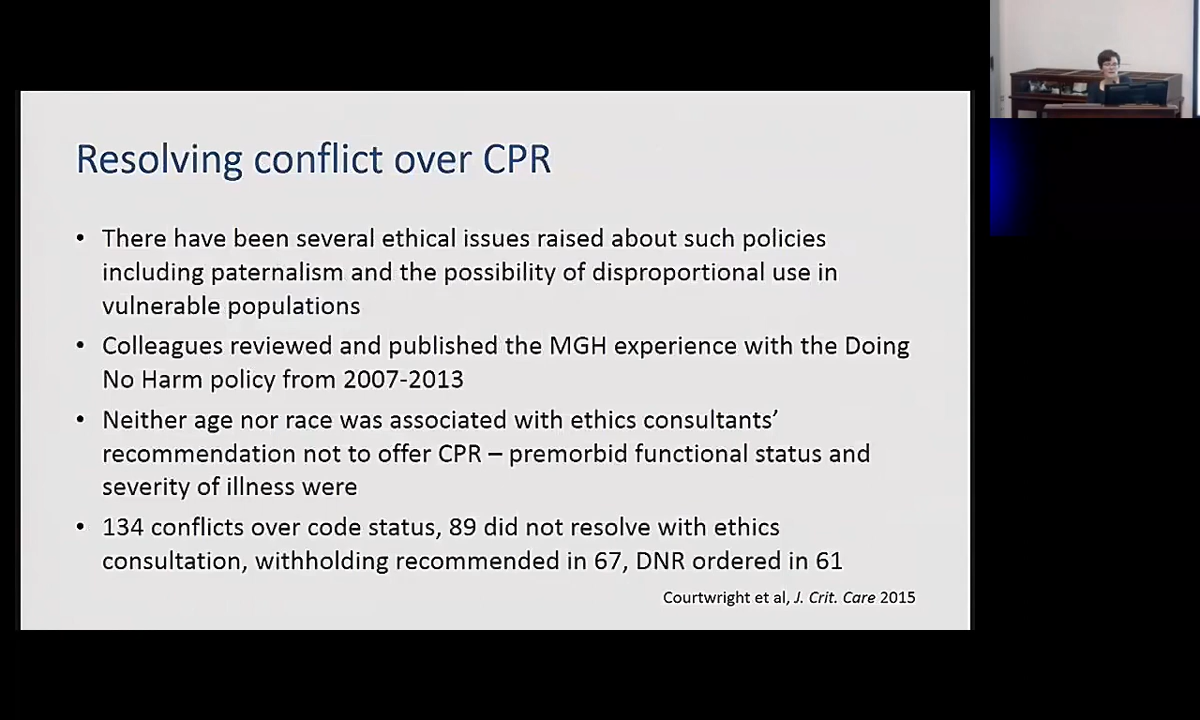 Resolving conflict over CPR
• There have been several ethical issues raised about such policies
including paternalism and the possibility of disproportional use in
vulnerable populations
• Colleagues reviewed and published the MGH experience with the Doing
No Harm policy from 2007-2013
• Neither age nor race was associated with ethics consultants’
recommendation not to offer CPR – premorbid functional status and
severity of illness were
• 134 conflicts over code status, 89 did not resolve with ethics
consultation, withholding recommended in 67, DNR ordered in 61
Courtwright et al, J. Crit. Care 2015